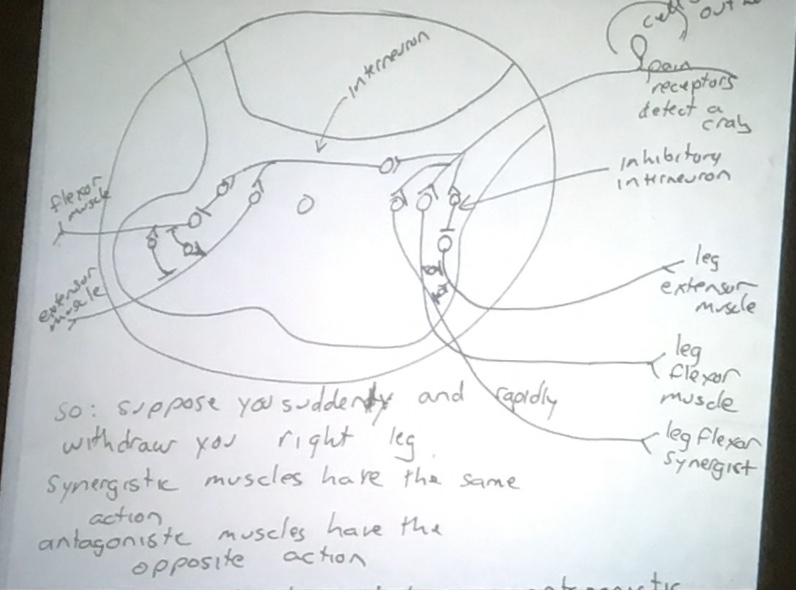 cell
out
pain
receptors
detect a
crab
interneuron
inhibitory
interneuron
flexor
muscle
extensor
muscle
leg
extensor
muscle
leg
flexor
muscle
leg flexor
synergist
so: suppose you suddenly and rapidly
withdraw you right leg
synergistic muscles have the same
action
antagonistc muscles have the
opposite action